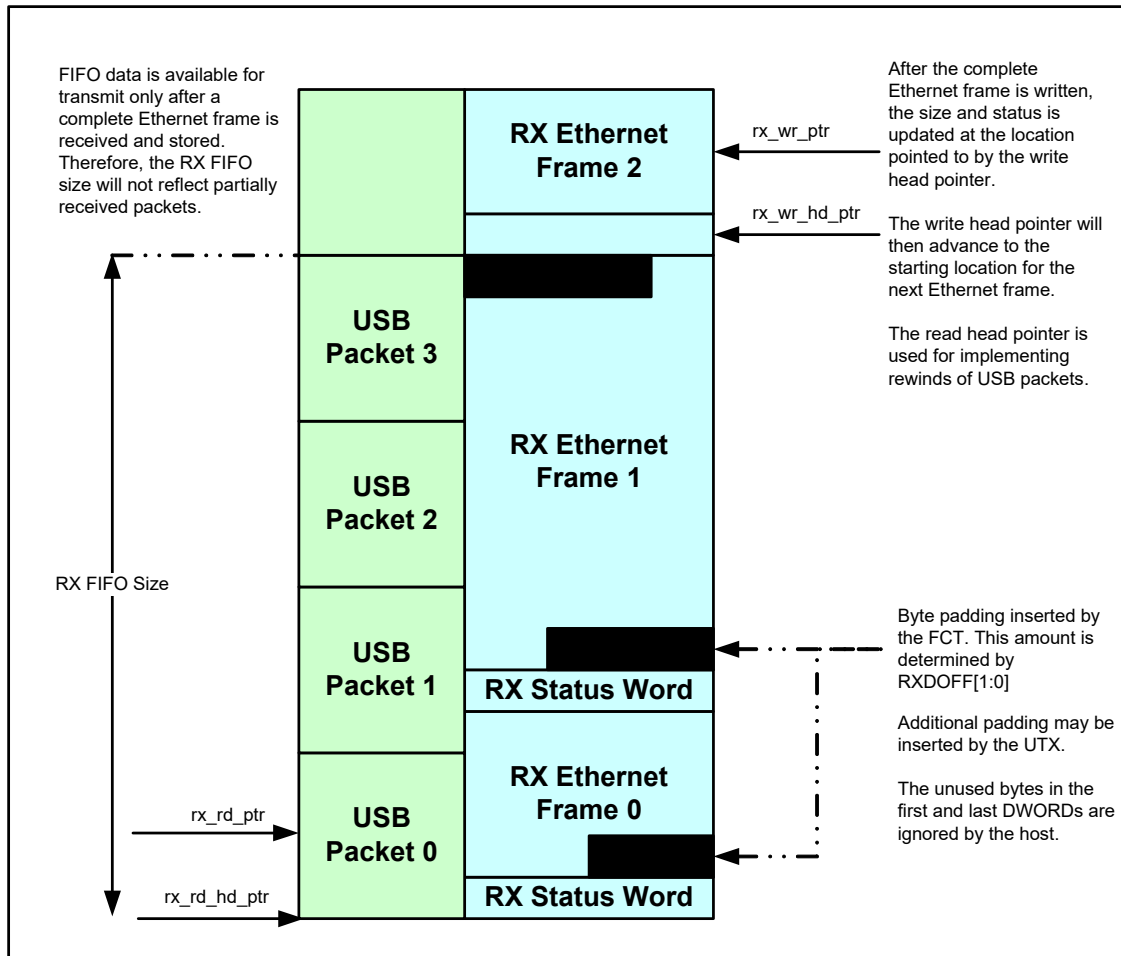 FIFO data is available for
transmit only after a
complete Ethernet frame is
received and stored.
Therefore, the RX FIFO
size will not reflect partially
received packets.
RX FIFO Size
rx_rd_ptr
rx_rd_hd_ptr
USB
Packet 3
USB
Packet 2
USB
Packet 1
USB
Packet 0
RX Ethernet
Frame 2
RX Ethernet
Frame 1
RX Status Word
RX Ethernet
Frame 0
RX Status Word
rx_wr_ptr
rx_wr_hd_ptr
After the complete
Ethernet frame is written,
the size and status is
updated at the location
pointed to by the write
head pointer.
The write head pointer will
then advance to the
starting location for the
next Ethernet frame.
The read head pointer is
used for implementing
rewinds of USB packets.
Byte padding inserted by
the FCT. This amount is
determined by
RXDOFF[1:0]
Additional padding may be
inserted by the UTX.
The unused bytes in the
first and last DWORDs are
ignored by the host.